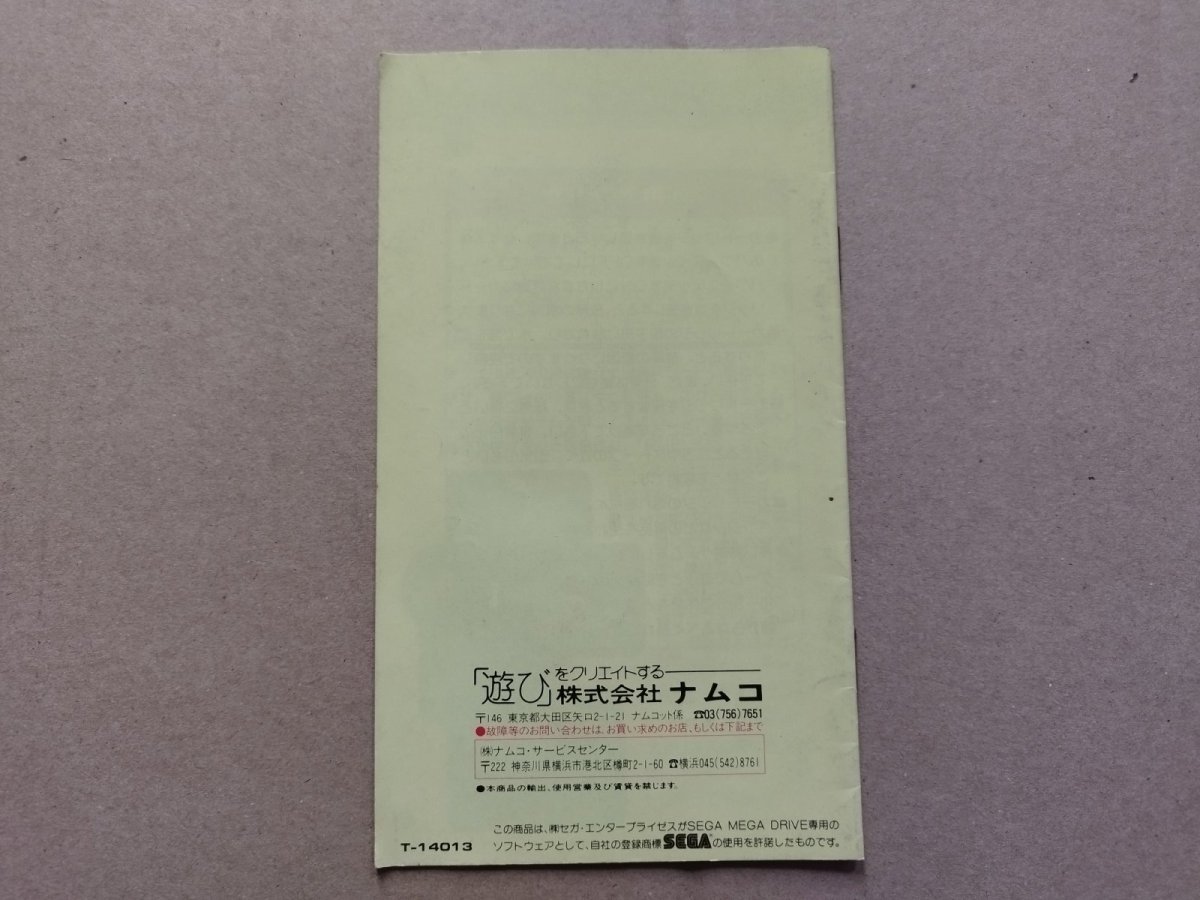 「遊び」をクリエイトする
株式会社 ナムコ
〒146 東京都大田区矢口2-1-21 ナムコット係 ☎03(756)7651
●故障等のお問い合わせは、お買い求めのお店、もしくは下記まで
(株)ナムコ・サービスセンター
〒222 神奈川県横浜市港北区樽町2-1-60 ☎横浜045(542)8761
●本商品の輸出、使用営業及び賃貸を禁じます。
この商品は、(株)セガ・エンタープライゼスがSEGA MEGA DRIVE専用の
ソフトウェアとして、自社の登録商標SEGA®の使用を許諾したものです。
T-14013